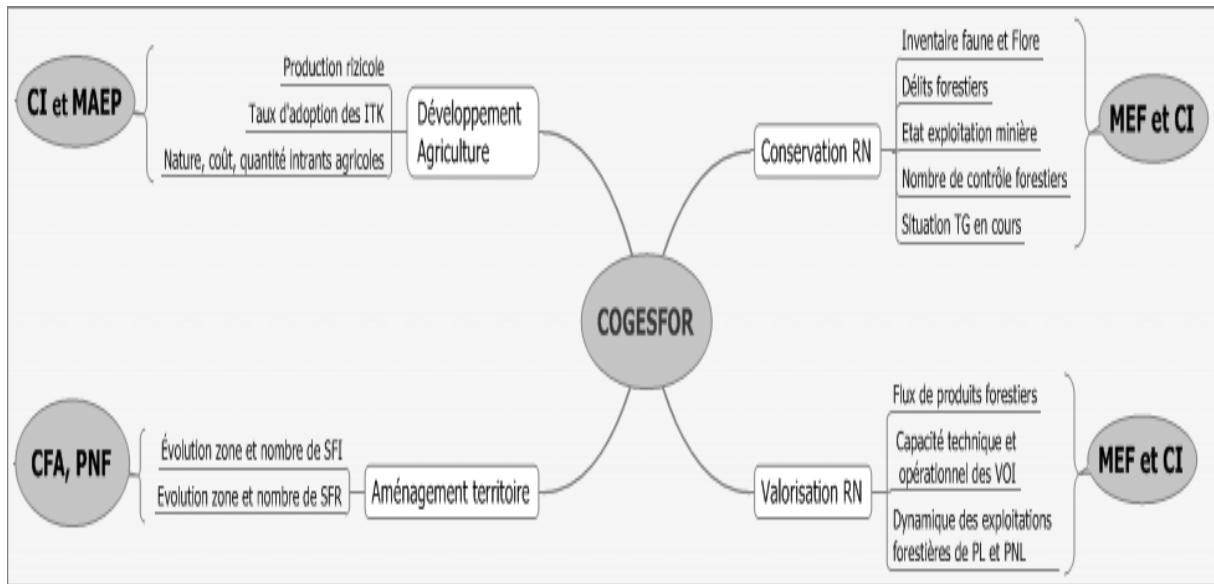 CI et MAEP
Production rizicole
Taux d'adoption des ITK
Nature, coût, quantité intrants agricoles
Développement
Agriculture
Conservation RN
Inventaire faune et Flore
Délits forestiers
Etat exploitation minière
Nombre de contrôle forestiers
Situation TG en cours
MEF et CI
COGESFOR
CFA, PNF
Évolution zone et nombre de SFI
Evolution zone et nombre de SFR
Aménagement territoire
Valorisation RN
Flux de produits forestiers
Capacité technique et
opérationnel des VOI
Dynamique des exploitations
forestières de PL et PNL
MEF et CI